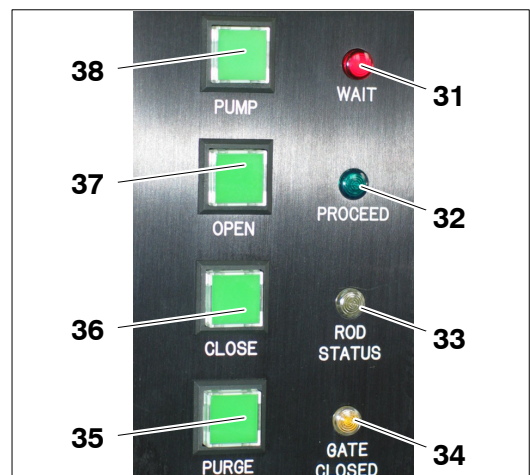 38
31
PUMP
WAIT
37
32
OPEN
PROCEED
36
33
CLOSE
ROD
STATUS
35
34
PURGE
GATE
CLOSED